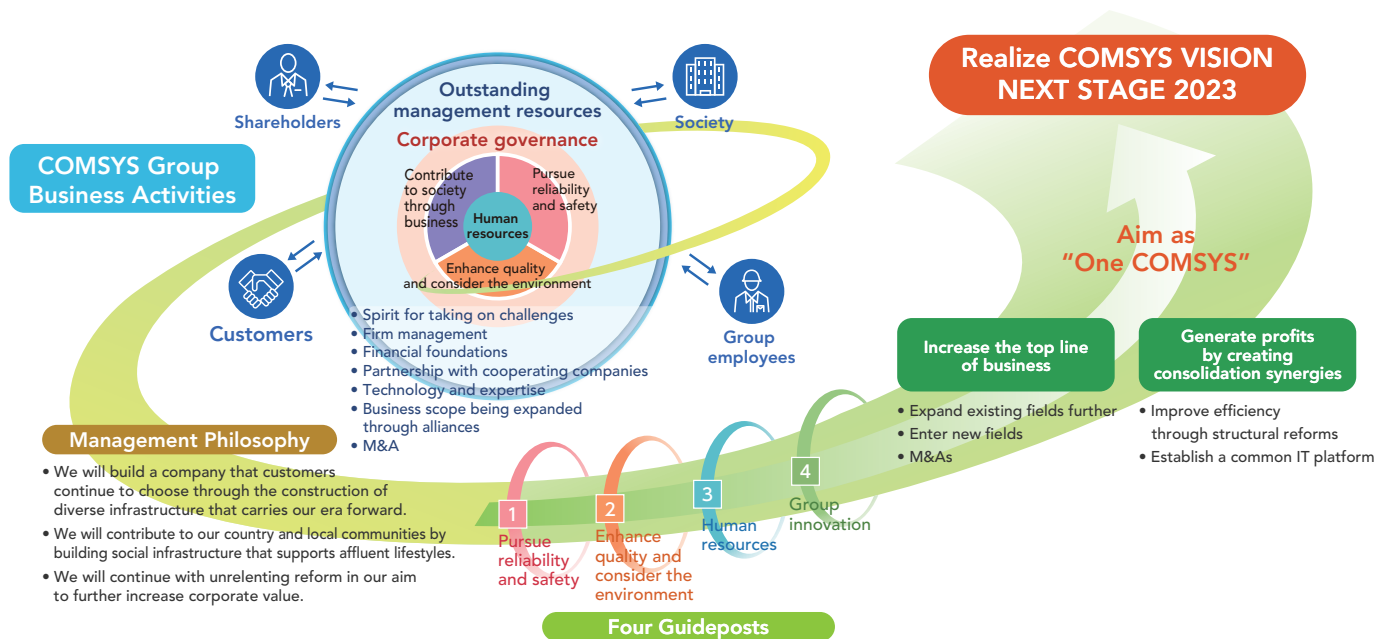 Realize COMSYS VISION
NEXT STAGE 2023
Outstanding
management resources
Shareholders
Society
Corporate governance
COMSYS Group
Business Activities
Contribute
to society
through
business
Pursue
reliability
and safety
Human
resources
Enhance quality
and consider the environment
Customers
Group
employees
Aim as
“One COMSYS”
• Spirit for taking on challenges
• Firm management
• Financial foundations
• Partnership with cooperating companies
• Technology and expertise
• Business scope being expanded
through alliances
• M&A
Increase the top line
of business
• Expand existing fields further
• Enter new fields
• M&As
Generate profits
by creating
consolidation synergies
• Improve efficiency
through structural reforms
• Establish a common IT platform
Management Philosophy
• We will build a company that customers
continue to choose through the construction of
diverse infrastructure that carries our era forward.
• We will contribute to our country and local communities by
building social infrastructure that supports affluent lifestyles.
• We will continue with unrelenting reform in our aim
to further increase corporate value.
1
Pursue
reliability
and safety
2
Enhance
quality and
consider the
environment
3
Human
resources
4
Group
innovation
Four Guideposts